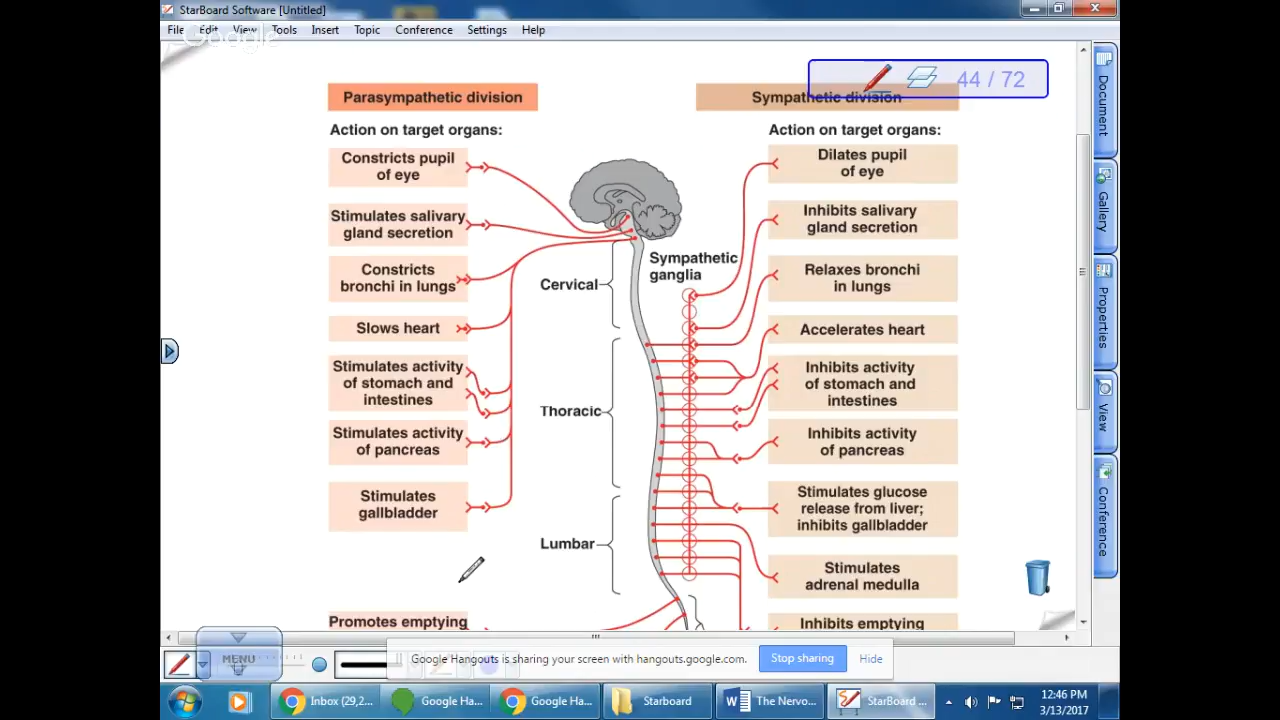 StarBoard Software [Untitled]
File Edit View Tools Insert Topic Conference Settings Help
Google
44 / 72
Parasympathetic division
Action on target organs:
Constricts pupil
of eye
Stimulates salivary
gland secretion
Constricts
bronchi in lungs
Slows heart
Stimulates activity
of stomach and
intestines
Stimulates activity
of pancreas
Stimulates
gallbladder
Promotes emptying
Cervical
Thoracic
Lumbar
Sympathetic
ganglia
Sympathetic division
Action on target organs:
Dilates pupil
of eye
Inhibits salivary
gland secretion
Relaxes bronchi
in lungs
Accelerates heart
Inhibits activity
of stomach and
intestines
Inhibits activity
of pancreas
Stimulates glucose
release from liver;
inhibits gallbladder
Stimulates
adrenal medulla
Inhibits emptying
Document
Gallery
Properties
View
Conference
MENU
Google Hangouts is sharing your screen with hangouts.google.com.
Stop sharing
Hide
Inbox (29,2...
Google Ha...
Google Ha...
Starboard
The Nervo...
StarBoard ...
12:46 PM
3/13/2017